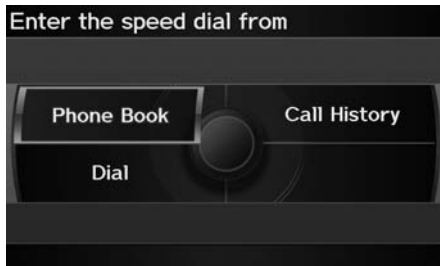 Enter the speed dial from
Phone Book
Call History
Dial